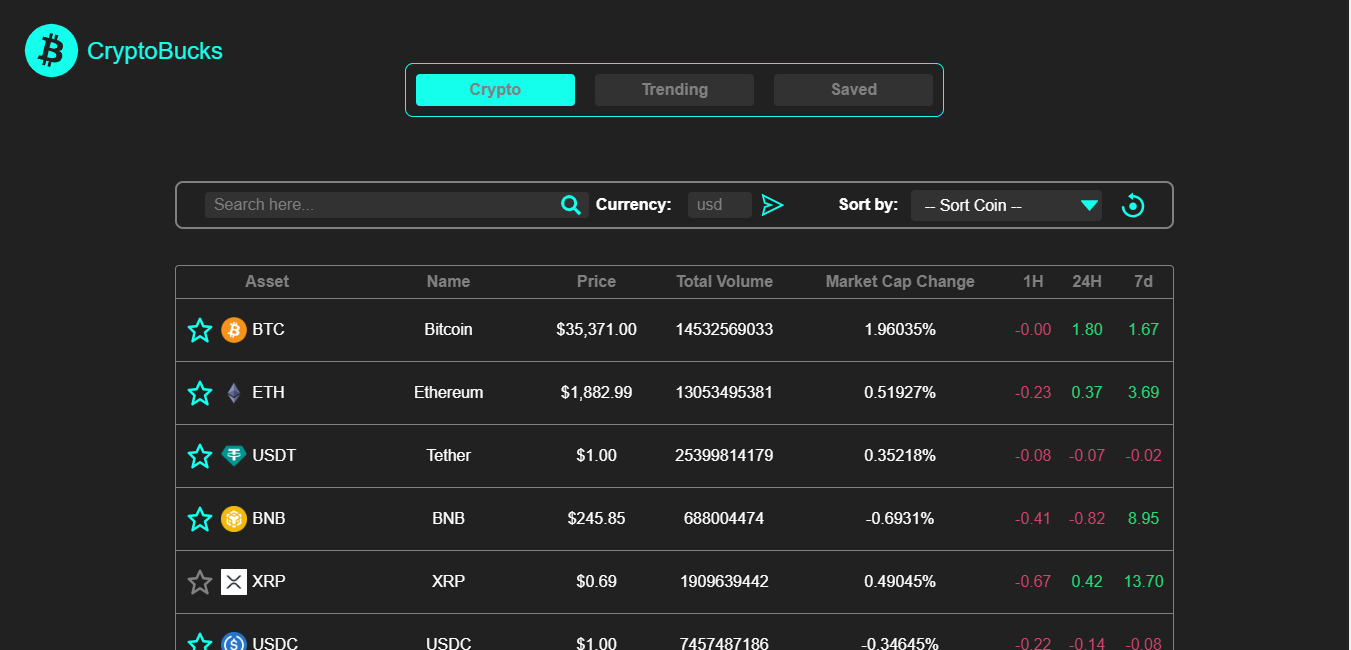 CryptoBucks
Crypto Trending Saved
Search here... Currency: usd Sort by: -- Sort Coin --
Asset Name Price Total Volume Market Cap Change 1H 24H 7d
BTC Bitcoin $35,371.00 14532569033 1.96035% -0.00 1.80 1.67
ETH Ethereum $1,882.99 13053495381 0.51927% -0.23 0.37 3.69
USDT Tether $1.00 25399814179 0.35218% -0.08 -0.07 -0.02
BNB BNB $245.85 688004474 -0.6931% -0.41 -0.82 8.95
XRP XRP $0.69 1909639442 0.49045% -0.67 0.42 13.70
USDC USDC $1.00 7457487186 -0.34645% -0.22 -0.14 -0.08